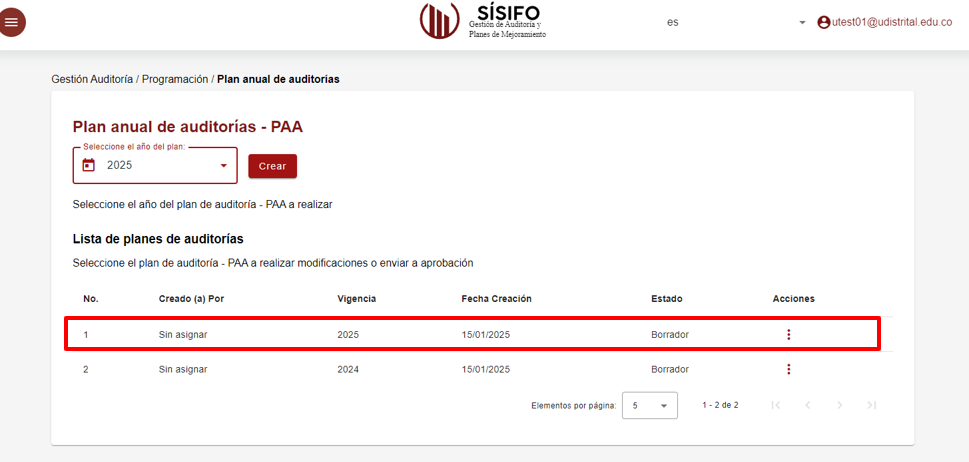 SÍSIFO
Gestión de Auditoría y
Planes de Mejoramiento
es
utest01@udistrital.edu.co
Gestión Auditoría / Programación / Plan anual de auditorias
Plan anual de auditorías - PAA
Seleccione el año del plan:
2025
Crear
Seleccione el año del plan de auditoría - PAA a realizar
Lista de planes de auditorías
Seleccione el plan de auditoría - PAA a realizar modificaciones o enviar a aprobación
No. Creado (a) Por Vigencia Fecha Creación Estado Acciones
1 Sin asignar 2025 15/01/2025 Borrador
2 Sin asignar 2024 15/01/2025 Borrador
Elementos por página: 5 1 - 2 de 2